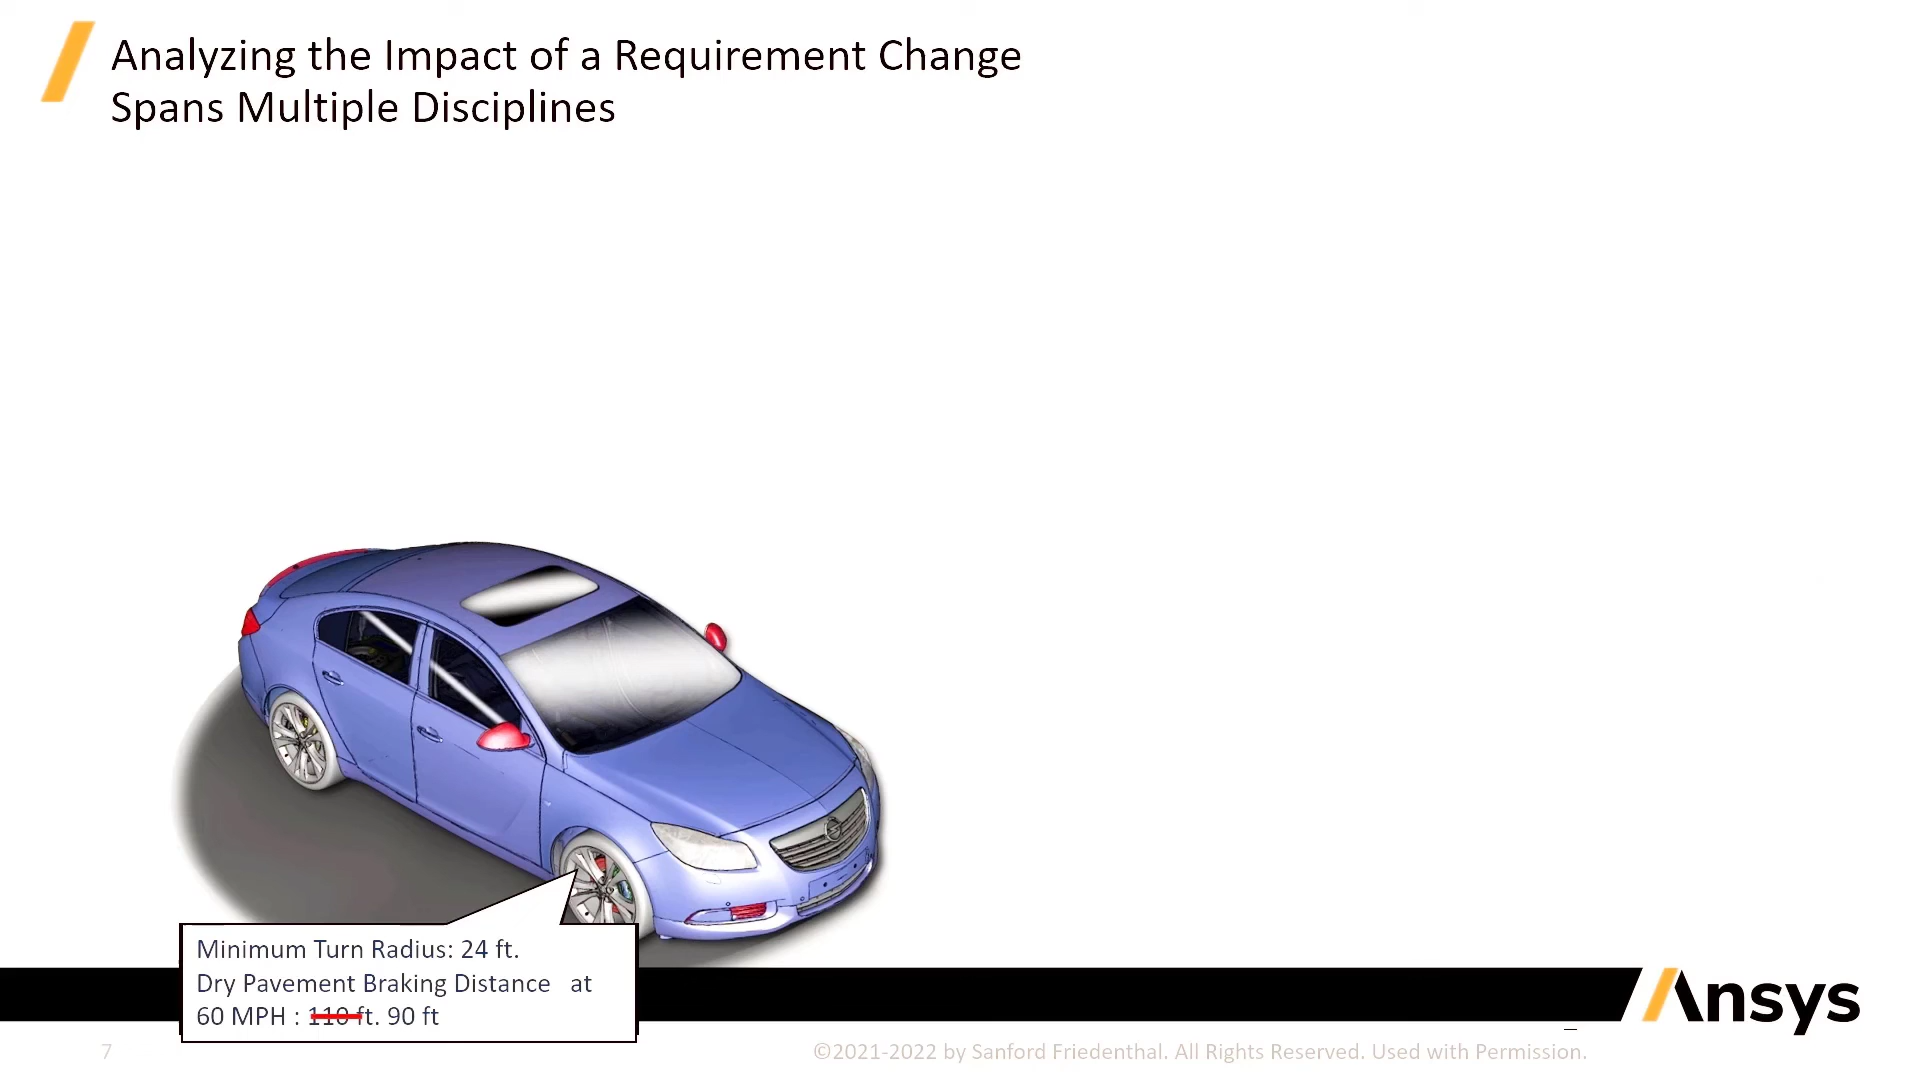 Analyzing the Impact of a Requirement Change
Spans Multiple Disciplines
Minimum Turn Radius: 24 ft.
Dry Pavement Braking Distance at
60 MPH : 110 ft. 90 ft
Ansys
7
©2021-2022 by Sanford Friedenthal. All Rights Reserved. Used with Permission.